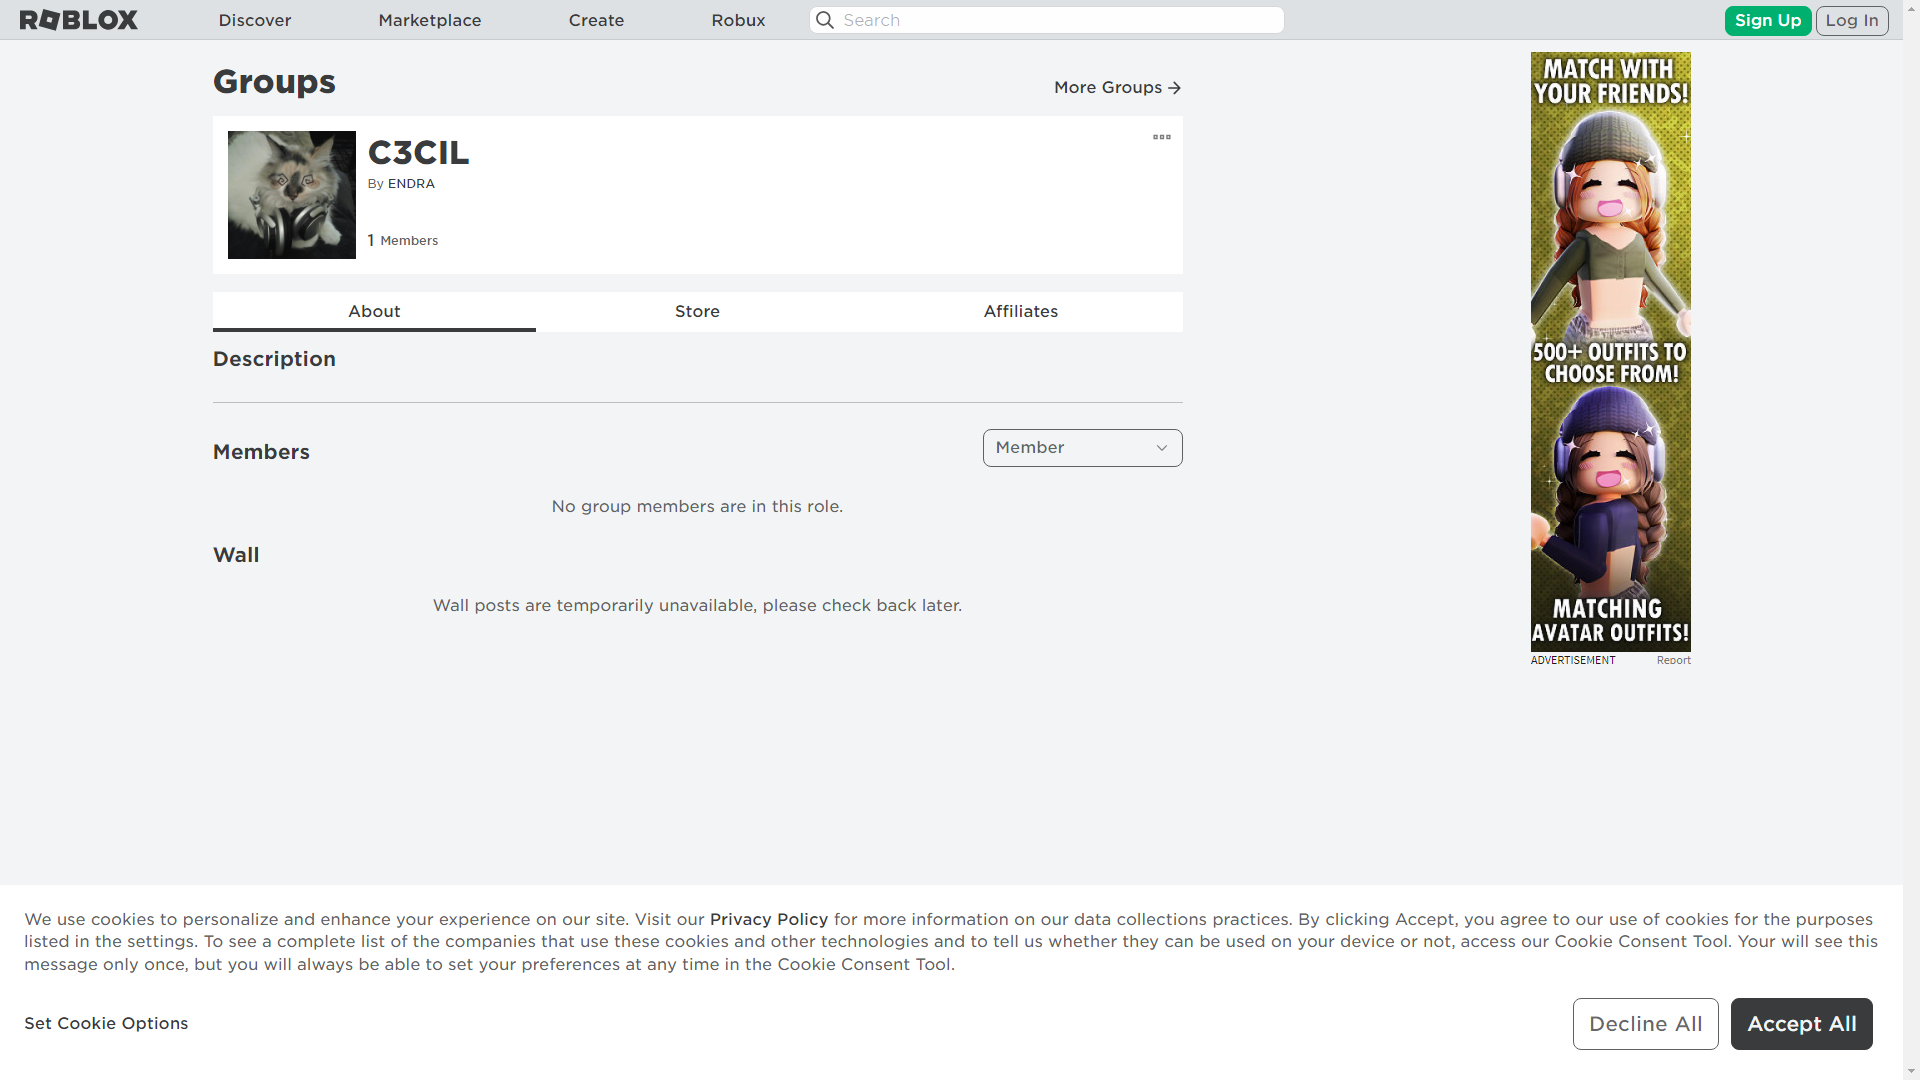 ROBLOX
Discover
Marketplace
Create
Robux
Search
Sign Up
Log In
Groups
More Groups
C3CIL
By ENDRA
1 Members
About
Store
Affiliates
Description
Members
Member
No group members are in this role.
Wall
Wall posts are temporarily unavailable, please check back later.
MATCH WITH
YOUR FRIENDS!
500+ OUTFITS TO
CHOOSE FROM!
MATCHING
AVATAR OUTFITS!
ADVERTISEMENT
Report
We use cookies to personalize and enhance your experience on our site. Visit our Privacy Policy for more information on our data collections practices. By clicking Accept, you agree to our use of cookies for the purposes
listed in the settings. To see a complete list of the companies that use these cookies and other technologies and to tell us whether they can be used on your device or not, access our Cookie Consent Tool. Your will see this
message only once, but you will always be able to set your preferences at any time in the Cookie Consent Tool.
Set Cookie Options
Decline All
Accept All